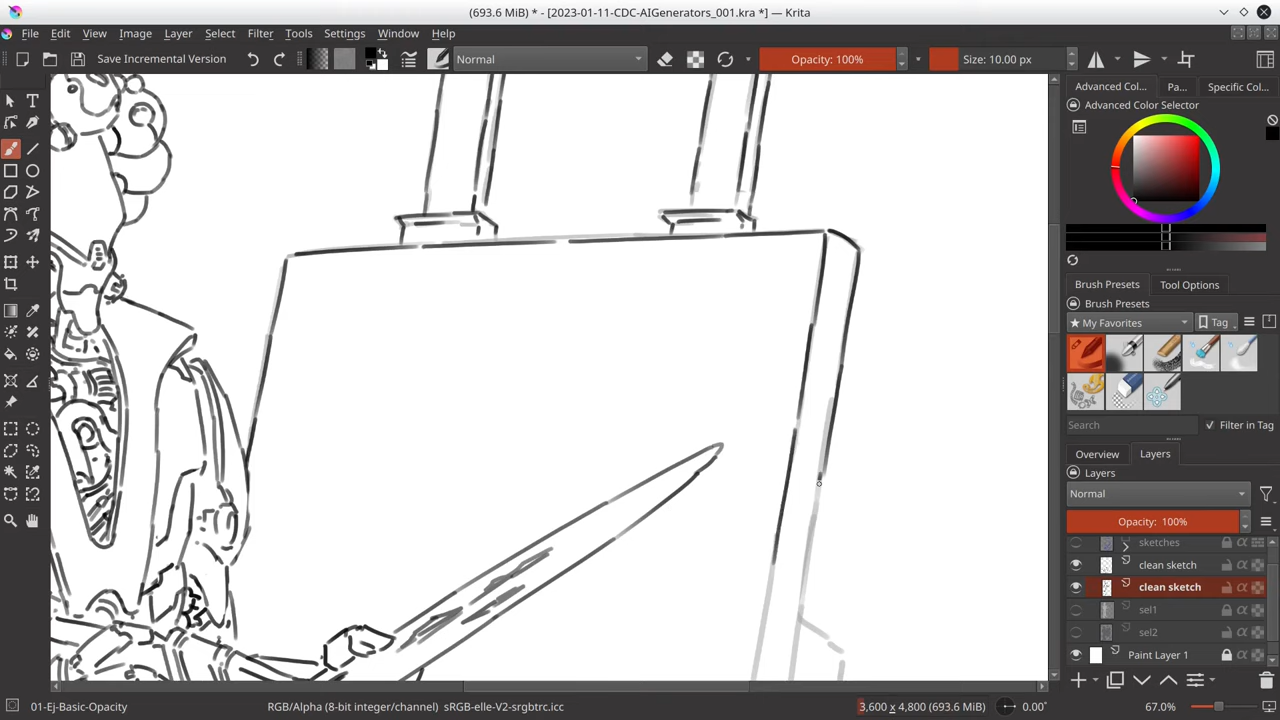 (693.6 MiB) * - [2023-01-11-CDC-AIGenerators_001.kra *] — Krita
File Edit View Image Layer Select Filter Tools Settings Window Help
Save Incremental Version Normal Opacity: 100% Size: 10.00 px
Advanced Col... Pa... Specific Col...
Advanced Color Selector
Brush Presets Tool Options
Brush Presets
★ My Favorites Tag
Search Filter in Tag
Overview Layers
Layers
Normal
Opacity: 100%
sketches
clean sketch
clean sketch
sel1
sel2
Paint Layer 1
01-Ej-Basic-Opacity RGB/Alpha (8-bit integer/channel) sRGB-elle-V2-srgbtrc.icc 3,600 x 4,800 (693.6 MiB) 0.00° 67.0%